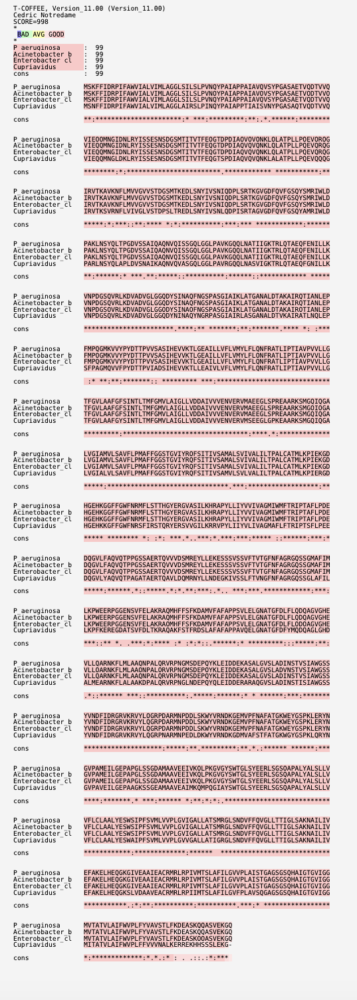 T-COFFEE, Version_11.00 (Version_11.00)
Cedric Notredame
SCORE=998
*
BAD AVG GOOD
*
P_aeruginosa : 99
Acinetobacter_b : 99
Enterobacter_cl : 99
Cupriavidus : 99
cons : 99
P_aeruginosa MSKFFIDRPIFAWVIALVIMLAGGLSILSLPVNQYPAIAPPAIAVQVSYPGASAETVQDTVVQ
Acinetobacter_b MSKFFIDRPIFAWVIALVIMLAGGLSILSLPVNQYPAIAPPAIAVQVSYPGASAETVQDTVVQ
Enterobacter_cl MSKFFIDRPIFAWVIALVIMLAGGLSILSLPVNQYPAIAPPAIAVQVSYPGASAETVQDTVVQ
Cupriavidus MSNFFIDRPIFAWVIALVIMLAGGLAIRSLPINQYPAIAPPTIAISVNYPGASAQTVQDTVVQ
cons **:**********************:* ***:*********:**:.*.******:********
P_aeruginosa VIEQQMNGIDNLRYISSESNSDGSMTITVTFEQGTDPDIAQVQVQNKLQLATPLLPQEVQRQG
Acinetobacter_b VIEQQMNGIDNLRYISSESNSDGSMTITVTFEQGTDPDIAQVQVQNKLQLATPLLPQEVQRQG
Enterobacter_cl VIEQQMNGIDNLRYISSESNSDGSMTITVTFEQGTDPDIAQVQVQNKLQLATPLLPQEVQRQG
Cupriavidus VIEQQMNGLDKLRYISSESNSDGSMTITVTFEQGTSPDIAQVQVQNKLALATPLLPQEVQQQG
cons ********:*:************************.************ ***********:**
P_aeruginosa IRVTKAVKNFLMVVGVVSTDGSMTKEDLSNYIVSNIQDPLSRTKGVGDFQVFGSQYSMRIWLD
Acinetobacter_b IRVTKAVKNFLMVVGVVSTDGSMTKEDLSNYIVSNIQDPLSRTKGVGDFQVFGSQYSMRIWLD
Enterobacter_cl IRVTKAVKNFLMVVGVVSTDGSMTKEDLSNYIVSNIQDPLSRTKGVGDFQVFGSQYSMRIWLD
Cupriavidus IRVTKSVRNFLVIVGLVSTDPSLTREDLSNYIVSNLQDPISRTAGVGDFQVFGSQYAMRIWLD
cons *****:*:***::**:**** *:*:**********:***:*** ************:******
P_aeruginosa PAKLNSYQLTPGDVSSAIQAQNVQISSGQLGGLPAVKGQQLNATIIGKTRLQTAEQFENILLK
Acinetobacter_b PAKLNSYQLTPGDVSSAIQAQNVQISSGQLGGLPAVKGQQLNATIIGKTRLQTAEQFENILLK
Enterobacter_cl PAKLNSYQLTPGDVSSAIQAQNVQISSGQLGGLPAVKGQQLNATIIGKTRLQTAEQFENILLK
Cupriavidus PARLNSYQLAPLDVSNAIKAQNVQVASGQLGGLPAVRGQQLNASVIGKTRLQTAEQFGNILLK
cons **:******:* ***.**:*****::**********:******::************ *****
P_aeruginosa VNPDGSQVRLKDVADVGLGGQDYSINAQFNGSPASGIAIKLATGANALDTAKAIRQTIANLEP
Acinetobacter_b VNPDGSQVRLKDVADVGLGGQDYSINAQFNGSPASGIAIKLATGANALDTAKAIRQTIANLEP
Enterobacter_cl VNPDGSQVRLKDVADVGLGGQDYSINAQFNGSPASGIAIKLATGANALDTAKAIRQTIANLEP
Cupriavidus VNPDGSQVRLKDVADVGLGGQDYNINAQYNGRPASGIAIRLASGANALDTVKAIRATLNQLEP
cons ***********************.****:** *******:**:*******.**** *: :***
P_aeruginosa FMPQGMKVVYPYDTTPVVSASIHEVVKTLGEAILLVFLVMYLFLQNFRATLIPTIAVPVVLLG
Acinetobacter_b FMPQGMKVVYPYDTTPVVSASIHEVVKTLGEAILLVFLVMYLFLQNFRATLIPTIAVPVVLLG
Enterobacter_cl FMPQGMKVVYPYDTTPVVSASIHEVVKTLGEAILLVFLVMYLFLQNFRATLIPTIAVPVVLLG
Cupriavidus SFPAGMQVVFPYDTTPVIADSIHEVVKTLLEAIVLVFLVMYLFLQNFRATLIPTIAVPVVLLG
cons :* **:**:*******:: ********* ***:*****************************
P_aeruginosa TFGVLAAFGFSINTLTMFGMVLAIGLLVDDAIVVVENVERVMAEEGLSPREAARKSMGQIQGA
Acinetobacter_b TFGVLAAFGFSINTLTMFGMVLAIGLLVDDAIVVVENVERVMAEEGLSPREAARKSMGQIQGA
Enterobacter_cl TFGVLAAFGFSINTLTMFGMVLAIGLLVDDAIVVVENVERVMAEEGLSPREAARKSMGQIQGA
Cupriavidus TFGVLAAFGYSINTLTMFGMVLAIGLLVDDAIVVVENVERVMSEEGLGPKEAARKSMGQIQGA
cons *********:********************************:****.*:*************
P_aeruginosa LVGIAMVLSAVFLPMAFFGGSTGVIYRQFSITIVSAMALSVIVALILTPALCATMLKPIEKGD
Acinetobacter_b LVGIAMVLSAVFLPMAFFGGSTGVIYRQFSITIVSAMALSVIVALILTPALCATMLKPIEKGD
Enterobacter_cl LVGIAMVLSAVFLPMAFFGGSTGVIYRQFSITIVSAMALSVIVALILTPALCATMLKPIEKGD
Cupriavidus LVGIALVLSAVFLPMAFFGGSTGVIYRQFSITIVSAMVLSVLVALILTPALCATMLKPIERGD
cons *****:*******************************.***:******************:**
P_aeruginosa HGEHKGGFFGWFNRMFLSTTHGYERGVASILKHRAPYLLIYVVIVAGMIWMFTRIPTAFLPDE
Acinetobacter_b HGEHKGGFFGWFNRMFLSTTHGYERGVASILKHRAPYLLIYVVIVAGMIWMFTRIPTAFLPDE
Enterobacter_cl HGEHKGGFFGWFNRMFLSTTHGYERGVASILKHRAPYLLIYVVIVAGMIWMFTRIPTAFLPDE
Cupriavidus HGEHKKGFFGWFNRSFIRSTQRYERSVVGILKRRVPYLIIYLVIVAGMAFLFTRIPTSFLPEE
cons ***** ******** *: :*: ***.*..***:*.***:***:***** ::******:***:*
P_aeruginosa DQGVLFAQVQTPPGSSAERTQVVVDSMREYLLEKESSSVSSVFTVTGFNFAGRGQSSGMAFIM
Acinetobacter_b DQGVLFAQVQTPPGSSAERTQVVVDSMREYLLEKESSSVSSVFTVTGFNFAGRGQSSGMAFIM
Enterobacter_cl DQGVLFAQVQTPPGSSAERTQVVVDSMREYLLEKESSSVSSVFTVTGFNFAGRGQSSGMAFIM
Cupriavidus DQGVLYAQVQTPAGATAERTQAVLDQMRNYLLNDEGKIVSSLFTVNGFNFAGRGQSSGLAFIL
cons *****:******.*::*****.*:*.**:***:.*.. ***:***.************:***:
P_aeruginosa LKPWEERPGGENSVFELAKRAQMHFFSFKDAMVFAFAPPSVLELGNATGFDLFLQDQAGVGHE
Acinetobacter_b LKPWEERPGGENSVFELAKRAQMHFFSFKDAMVFAFAPPSVLELGNATGFDLFLQDQAGVGHE
Enterobacter_cl LKPWEERPGGENSVFELAKRAQMHFFSFKDAMVFAFAPPSVLELGNATGFDLFLQDQAGVGHE
Cupriavidus LKPFKEREGDATSVFDLTKRAQAKFSTFRDSLAFAFAPPAVQELGNATGFDFYMQDQAGLGHD
cons ***::** *. .***:*:**** :* :*:*::.******:* *********:::*****:**:
P_aeruginosa VLLQARNKFLMLAAQNPALQRVRPNGMSDEPQYKLEIDDEKASALGVSLADINSTVSIAWGSS
Acinetobacter_b VLLQARNKFLMLAAQNPALQRVRPNGMSDEPQYKLEIDDEKASALGVSLADVNSTVSIAWGSS
Enterobacter_cl VLLQARNKFLMLAAQNPALQRVRPNGMSDEPQYKLEIDDEKASALGVSLADINSTVSIAWGSS
Cupriavidus ALMEARNKFLALAAKDPALQRVRPNGLNDEPQYQLEIDDERARAQGVSLADINSTISIAWGSS
cons .*::****** ***::**********:.*****:******:* * ******:***:*******
P_aeruginosa YVNDFIDRGRVKRVYLQGRPDARMNPDDLSKWYVRNDKGEMVPFNAFATGKWEYGSPKLERYN
Acinetobacter_b YVNDFIDRGRVKRVYLQGRPDARMNPDDLSKWYVRNDKGEMVPFNAFATGKWEYGSPKLERYN
Enterobacter_cl YVNDFIDRGRVKRVYLQGRPDARMNPDDLSKWYVRNDKGEMVPFNAFATGKWEYGSPKLERYN
Cupriavidus YVNDFIDRGRVKRVYLQGRPNARMNPEDLDKWYVRNDKGDMVAFSTFATGKWGYGSPKLQRYN
cons ********************:*****:**.*********:**.*.:****** ******:***
P_aeruginosa GVPAMEILGEPAPGLSSGDAMAAVEEIVKQLPKGVGYSWTGLSYEERLSGSQAPALYALSLLV
Acinetobacter_b GVPAMEILGEPAPGLSSGDAMAAVEEIVKQLPKGVGYSWTGLSYEERLSGSQAPALYALSLLV
Enterobacter_cl GVPAMEILGEPAPGLSSGDAMAAVEEIVKQLPKGVGYSWTGLSYEERLSGSQAPALYALSLLV
Cupriavidus GVPAVEILGEPAAGKSSGEAMAAVEAIMKQMPQGIAYSWTGLSYEERLSGSQAPALYALSLLV
cons ****:*******.* ***:****** *:**:*:*:.***************************
P_aeruginosa VFLCLAALYESWSIPFSVMLVVPLGVIGALLATSMRGLSNDVFFQVGLLTTIGLSAKNAILIV
Acinetobacter_b VFLCLAALYESWSIPFSVMLVVPLGVIGALLATSMRGLSNDVFFQVGLLTTIGLSAKNAILIV
Enterobacter_cl VFLCLAALYESWSIPFSVMLVVPLGVIGALLATSMRGLSNDVFFQVGLLTTIGLSAKNAILIV
Cupriavidus VFLCLAALYESWAIPFSVMLVVPLGVVGALLATIGRGLSNDVFFQVGLLTTIGLSAKNAILIV
cons ************:*************:****** ****************************
P_aeruginosa EFAKELHEQGKGIVEAAIEACRMRLRPIVMTSLAFILGVVPLAISTGAGSGSQHAIGTGVIGG
Acinetobacter_b EFAKELHEQGKGIVEAAIEACRMRLRPIVMTSLAFILGVVPLAISTGAGSGSQHAIGTGVIGG
Enterobacter_cl EFAKELHEQGKGIVEAAIEACRMRLRPIVMTSLAFILGVVPLAISTGAGSGSQHAIGTGVIGG
Cupriavidus EFAKELHEQGKSLVDAAVEACRMRLRPIIMTSLAFILGVFPLAVSQGAGSGSQHAIGTGVIGG
cons ***********.:*:**:**********:**********.***:* *****************
P_aeruginosa MVTATVLAIFWVPLFYVAVSTLFKDEASKQQASVEKGQ
Acinetobacter_b MVTATVLAIFWVPLFYVAVSTLFKDEASKQQASVEKGQ
Enterobacter_cl MVTATVLAIFWVPLFYVAVSTLFKDEASKQQASVEKGQ
Cupriavidus MITATVLAIFWVPLFFVVVNALKERREKHHSSSLEKG-
cons *:*************:*.*.:* : . .::.:*:***